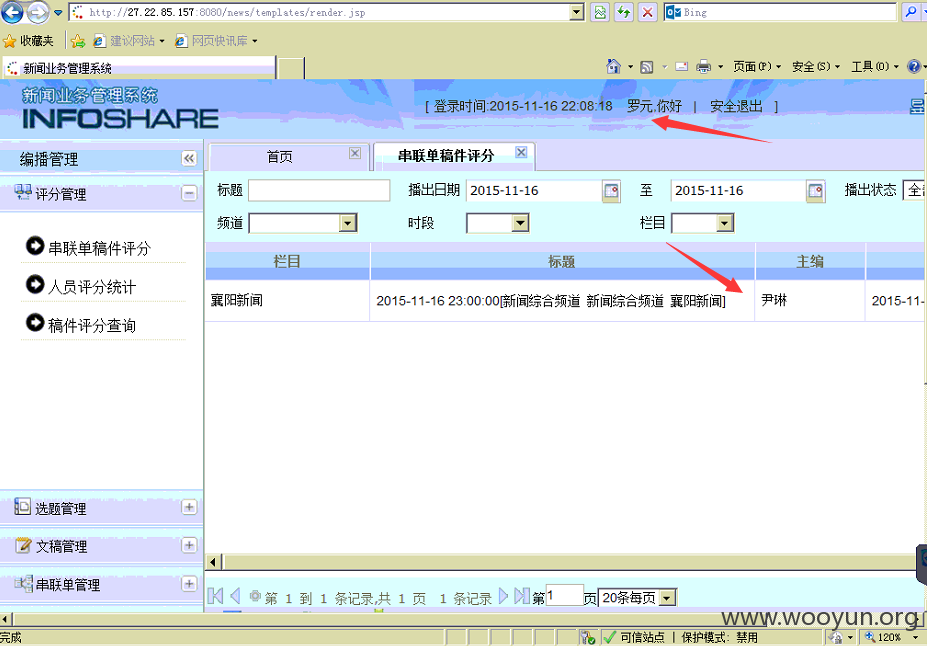 http://27.22.85.157:8080/news/templates/render.jsp
Bing
收藏夹 建议网站 网页快讯库
新闻业务管理系统
页面(P) 安全(S) 工具(O)
新闻业务管理系统
INFOSHARE
[ 登录时间:2015-11-16 22:08:18 罗元,你好 | 安全退出 ]
编播管理
首页 串联单稿件评分
评分管理
标题 播出日期 2015-11-16 至 2015-11-16 播出状态
频道 时段 栏目
串联单稿件评分
人员评分统计
稿件评分查询
栏目 标题 主编
襄阳新闻 2015-11-16 23:00:00[新闻综合频道 新闻综合频道 襄阳新闻] 尹琳 2015-11-
选题管理
文稿管理
串联单管理
第 1 到 1 条记录,共 1 页 1 条记录 第 1 页 20条每页
www.wooyun.org
完成 可信站点 | 保护模式: 禁用 120%